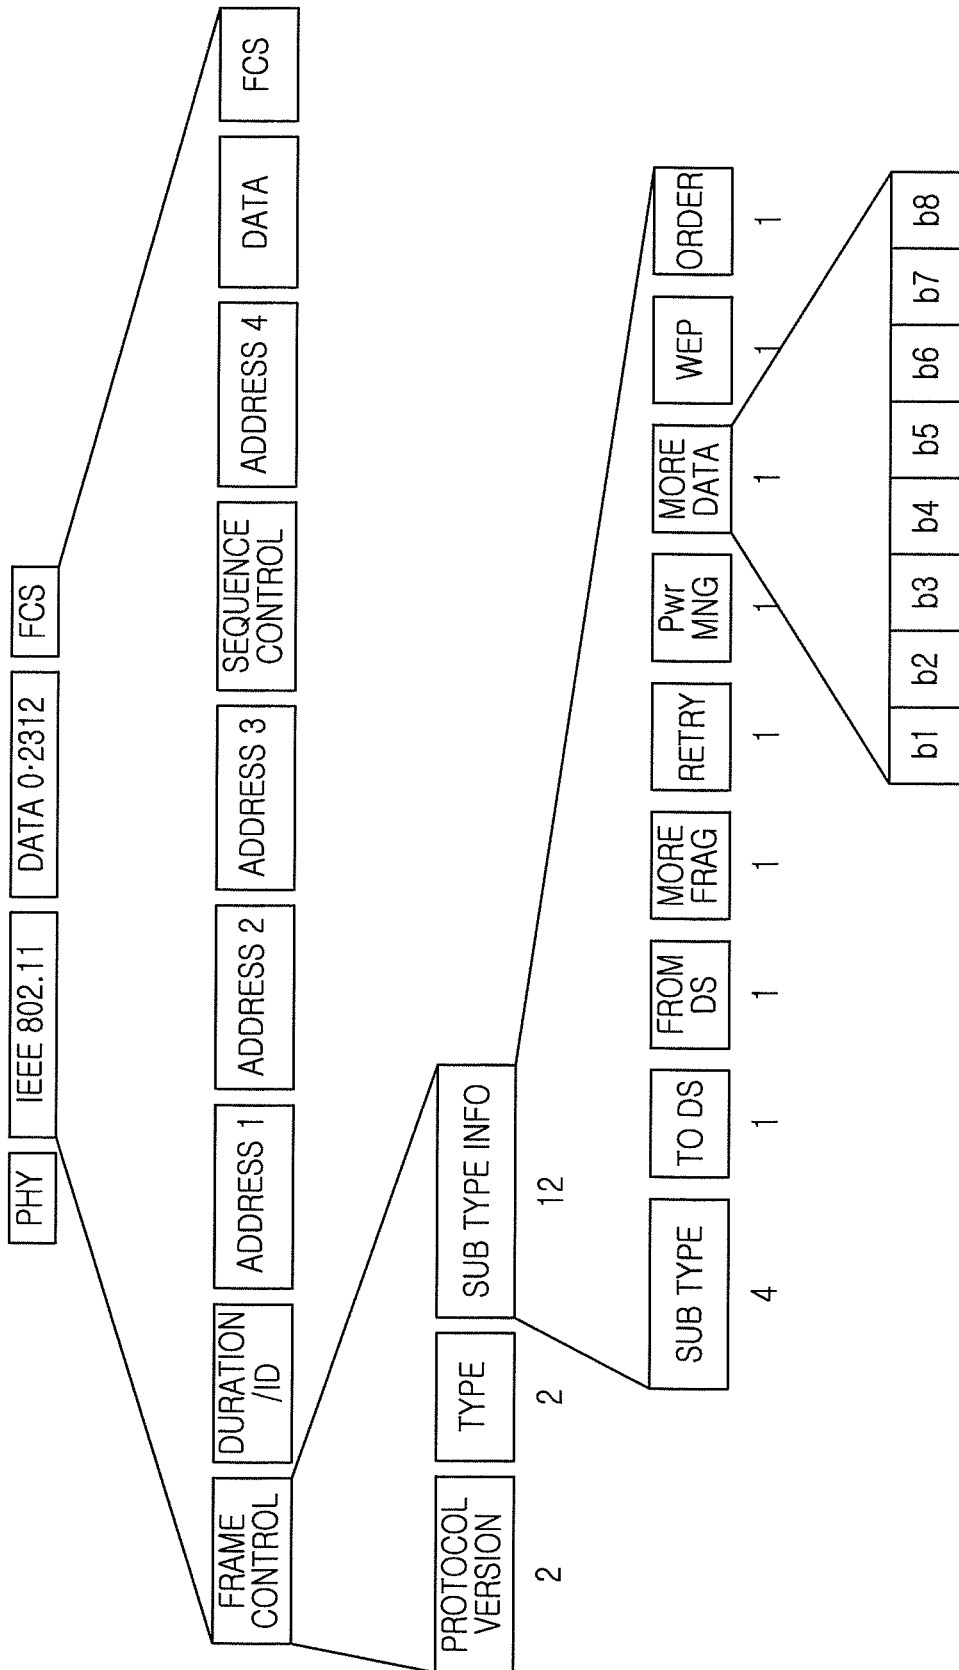 PHY
IEEE 802.11
DATA 0·2312
FCS
FRAME
CONTROL
DURATION
/ID
ADDRESS 1
ADDRESS 2
ADDRESS 3
SEQUENCE
CONTROL
ADDRESS 4
DATA
FCS
PROTOCOL
VERSION
TYPE
SUB TYPE INFO
2
2
12
SUB TYPE
TO DS
FROM
DS
MORE
FRAG
RETRY
Pwr
MNG
MORE
DATA
WEP
ORDER
4
1
1
1
1
1
1
1
1
b1
b2
b3
b4
b5
b6
b7
b8